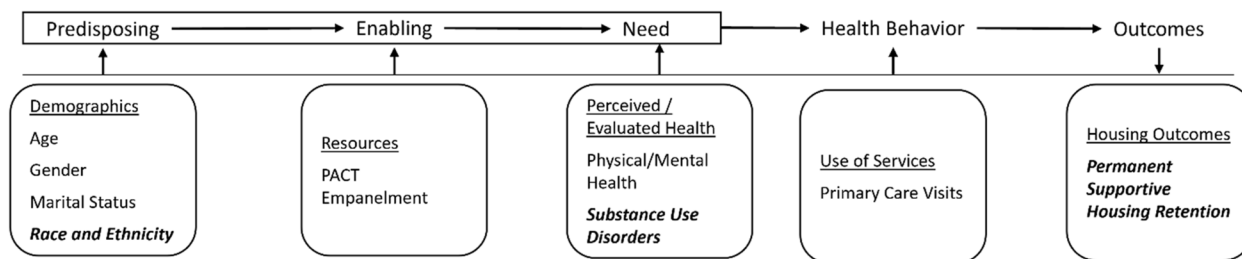 Predisposing Enabling Need Health Behavior Outcomes
Demographics
Age
Gender
Marital Status
Race and Ethnicity
Resources
PACT
Empanelment
Perceived /
Evaluated Health
Physical/Mental
Health
Substance Use
Disorders
Use of Services
Primary Care Visits
Housing Outcomes
Permanent
Supportive
Housing Retention